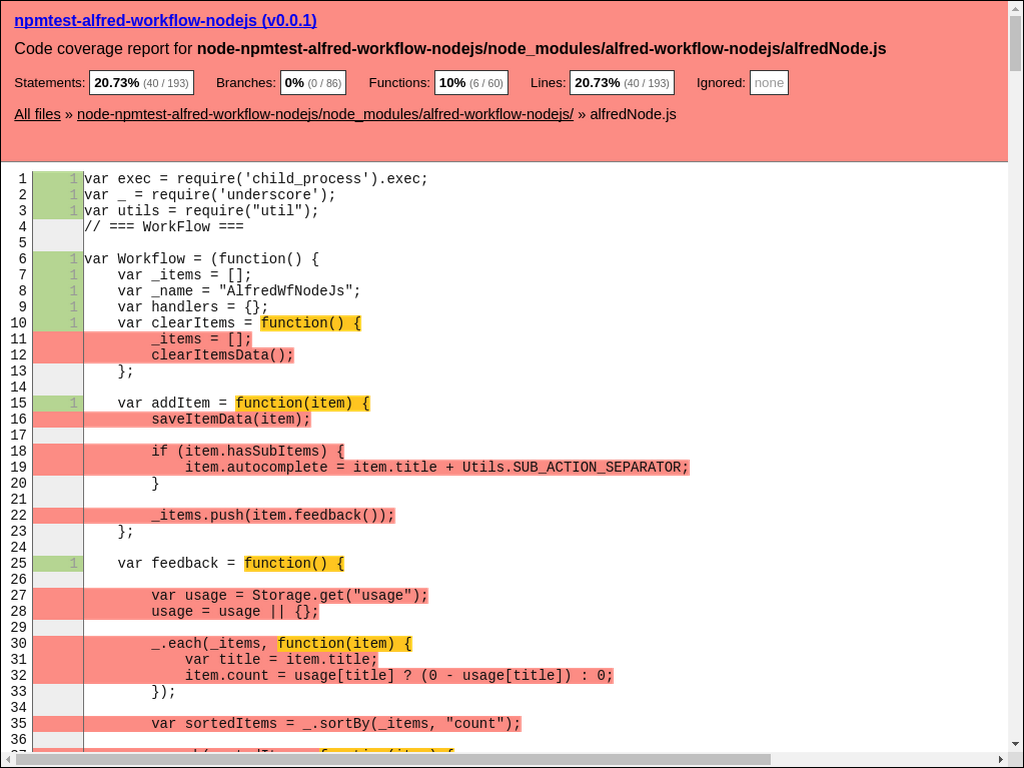 npmtest-alfred-workflow-nodejs (v0.0.1)
Code coverage report for node-npmtest-alfred-workflow-nodejs/node_modules/alfred-workflow-nodejs/alfredNode.js
Statements: 20.73% (40 / 193) Branches: 0% (0 / 86) Functions: 10% (6 / 60) Lines: 20.73% (40 / 193) Ignored: none
All files » node-npmtest-alfred-workflow-nodejs/node_modules/alfred-workflow-nodejs/ » alfredNode.js
1 1 var exec = require('child_process').exec;
2 1 var _ = require('underscore');
3 1 var utils = require("util");
4 // === WorkFlow ===
5
6 1 var Workflow = (function() {
7 1 var _items = [];
8 1 var _name = "AlfredWfNodeJs";
9 1 var handlers = {};
10 1 var clearItems = function() {
11 _items = [];
12 clearItemsData();
13 };
14
15 1 var addItem = function(item) {
16 saveItemData(item);
17
18 if (item.hasSubItems) {
19 item.autocomplete = item.title + Utils.SUB_ACTION_SEPARATOR;
20 }
21
22 _items.push(item.feedback());
23 };
24
25 1 var feedback = function() {
26
27 var usage = Storage.get("usage");
28 usage = usage || {};
29
30 _.each(_items, function(item) {
31 var title = item.title;
32 item.count = usage[title] ? (0 - usage[title]) : 0;
33 });
34
35 var sortedItems = _.sortBy(_items, "count");
36